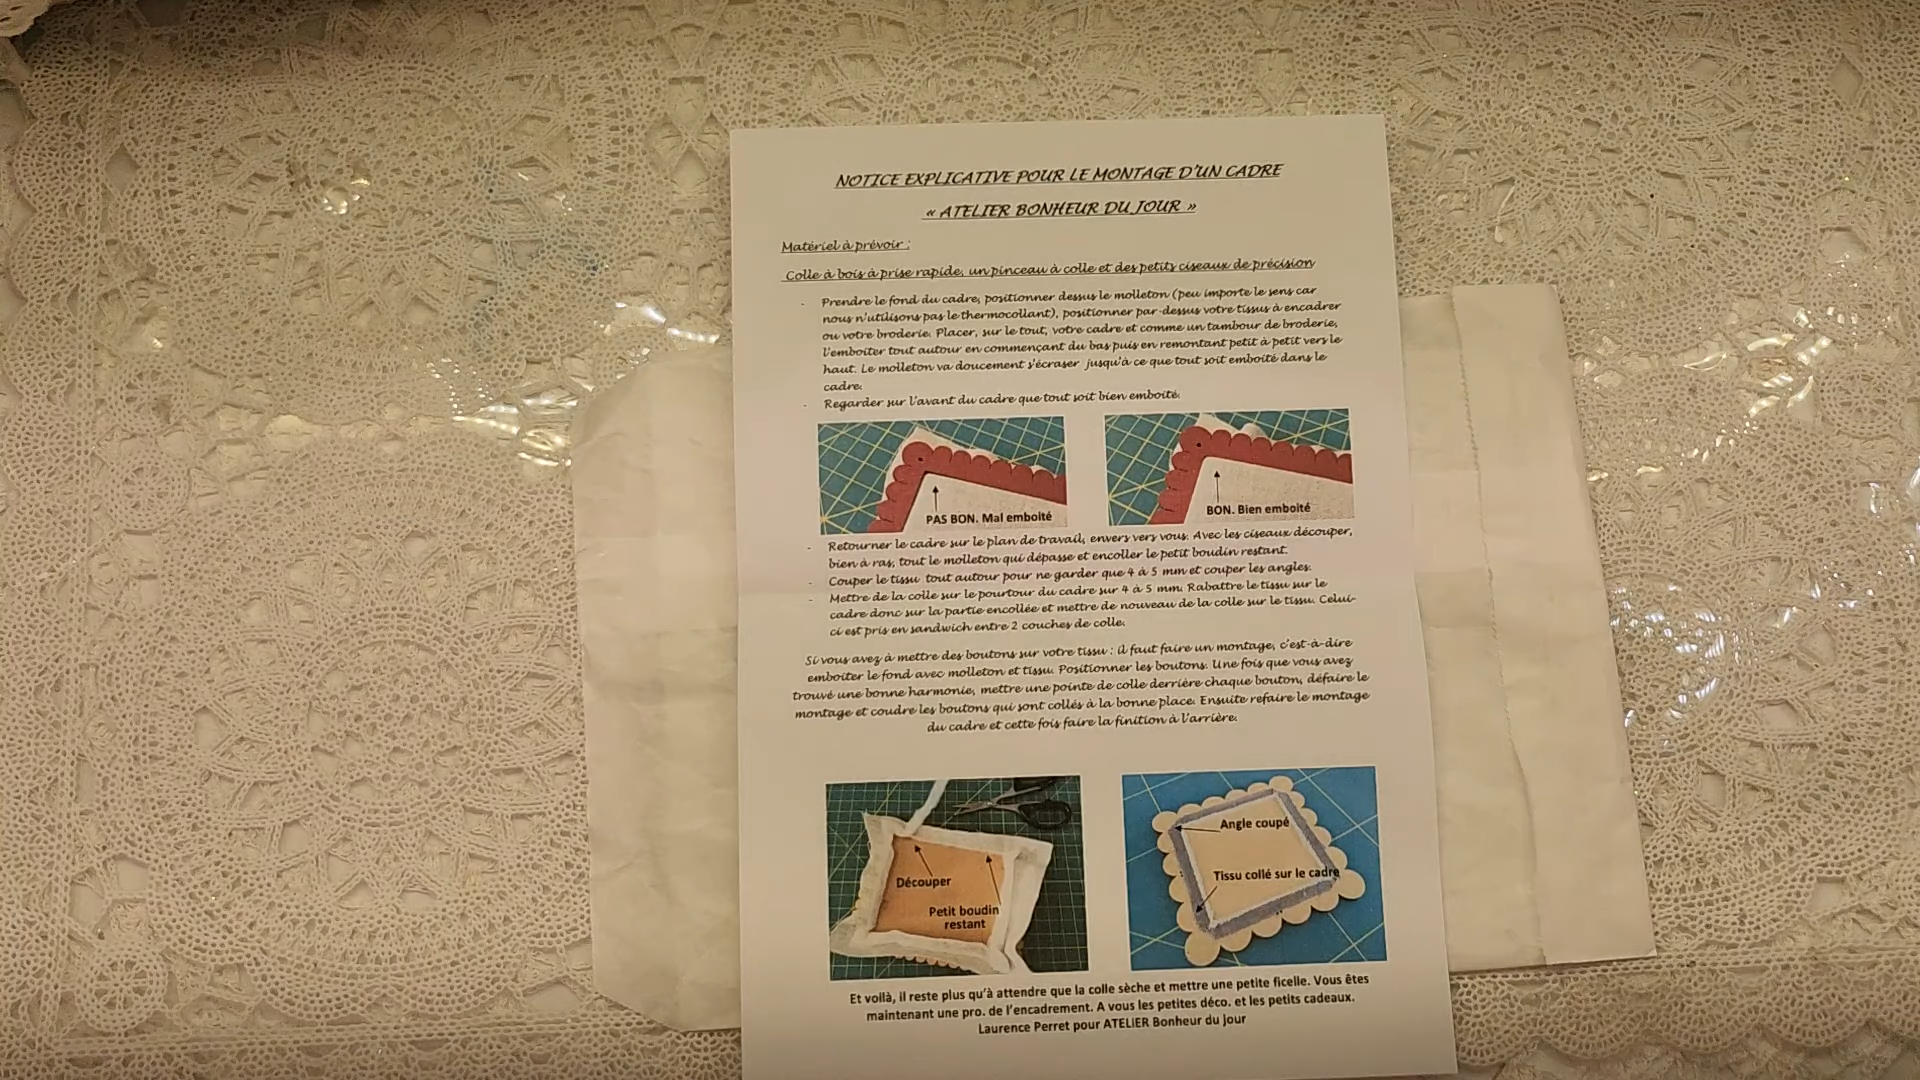 NOTICE EXPLICATIVE POUR LE MONTAGE D'UN CADRE
« ATELIER BONHEUR DU JOUR »
Matériel à prévoir :
Colle à bois à prise rapide, un pinceau à colle et des petits ciseaux de précision
- Prendre le fond du cadre, positionner dessus le molleton (peu importe le sens car
nous n'utilisons pas le thermocollant), positionner par-dessus votre tissus à encadrer
ou votre broderie. Placer, sur le tout, votre cadre et comme un tambour de broderie,
l'emboiter tout autour en commençant du bas puis en remontant petit à petit vers le
haut. Le molleton va doucement s'écraser jusqu'à ce que tout soit emboité dans le
cadre.
- Regarder sur l'avant du cadre que tout soit bien emboité.
PAS BON. Mal emboité
BON. Bien emboité
- Retourner le cadre sur le plan de travail, envers vers vous. Avec les ciseaux découper,
bien à ras, tout le molleton qui dépasse et encoller le petit boudin restant.
- Couper le tissu tout autour pour ne garder que 4 à 5 mm et couper les angles.
- Mettre de la colle sur le pourtour du cadre sur 4 à 5 mm. Rabattre le tissu sur le
cadre donc sur la partie encollée et mettre de nouveau de la colle sur le tissu. Celui-
ci est pris en sandwich entre 2 couches de colle.
Si vous avez à mettre des boutons sur votre tissu : il faut faire un montage, c'est-à-dire
emboiter le fond avec molleton et tissu. Positionner les boutons. Une fois que vous avez
trouvé une bonne harmonie, mettre une pointe de colle derrière chaque bouton, défaire le
montage et coudre les boutons qui sont collés à la bonne place. Ensuite refaire le montage
du cadre et cette fois faire la finition à l'arrière.
Découper
Petit boudin
restant
Angle coupé
Tissu collé sur le cadre
Et voilà, il reste plus qu'à attendre que la colle sèche et mettre une petite ficelle. Vous êtes
maintenant une pro. de l'encadrement. A vous les petites déco. et les petits cadeaux.
Laurence Perret pour ATELIER Bonheur du Jour